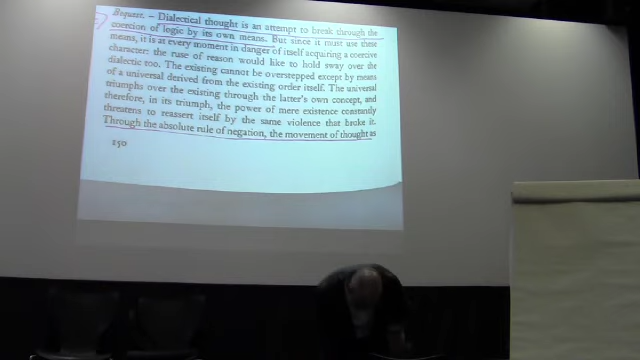 Bequest. – Dialectical thought is an attempt to break through the
coercion of logic by its own means. But since it must use these
means, it is at every moment in danger of itself acquiring a coercive
character: the ruse of reason would like to hold sway over the
dialectic too. The existing cannot be overstepped except by means
of a universal derived from the existing order itself. The universal
triumphs over the existing through the latter's own concept, and
therefore, in its triumph, the power of mere existence constantly
threatens to reassert itself by the same violence that broke it.
Through the absolute rule of negation, the movement of thought as
150